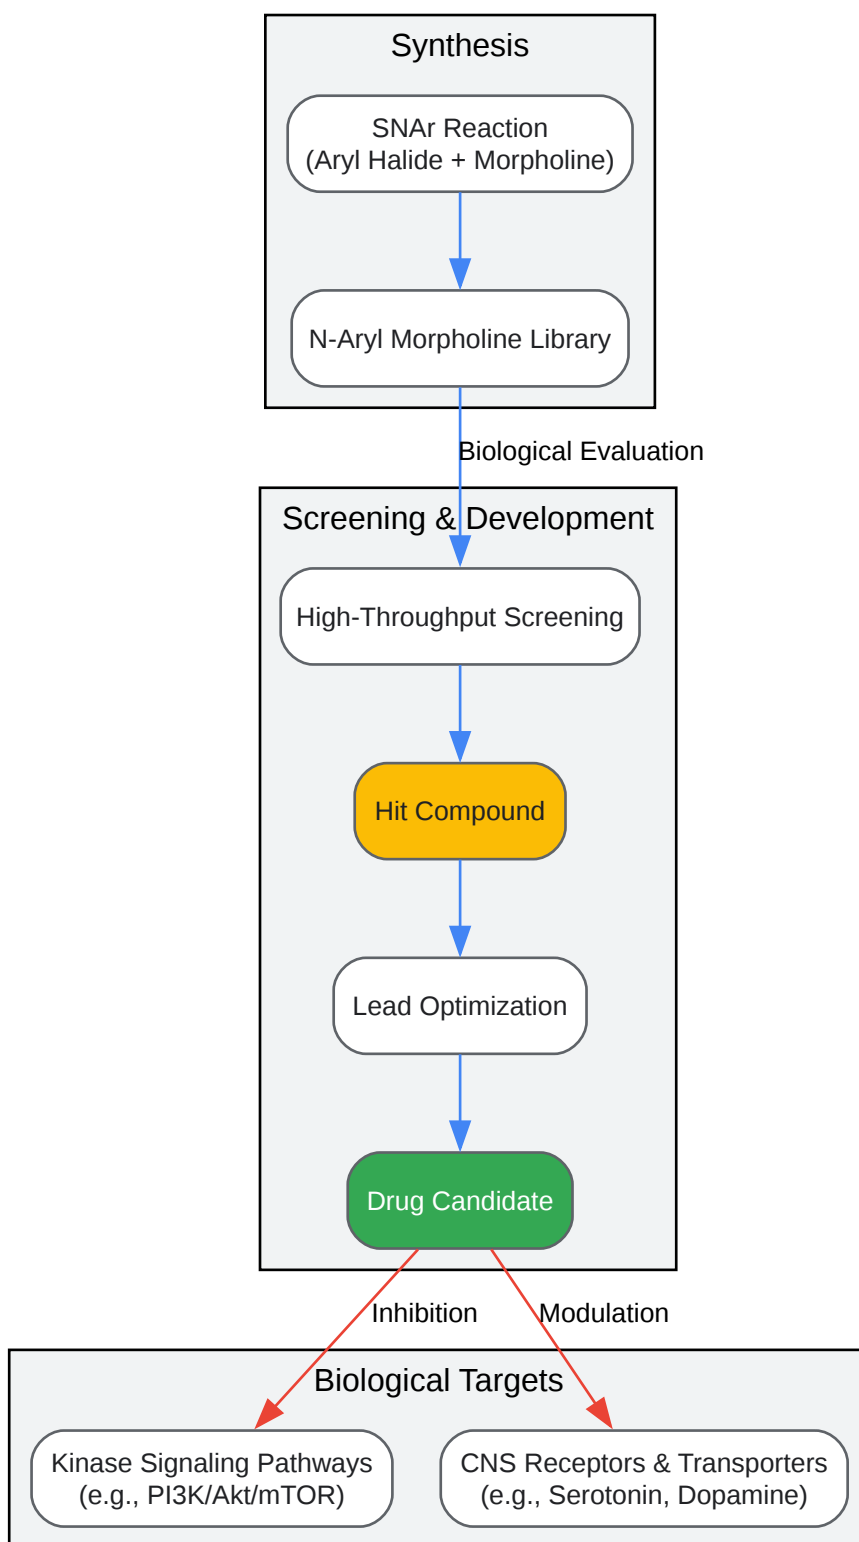 Synthesis
SNAr Reaction
(Aryl Halide + Morpholine)
N-Aryl Morpholine Library
Biological Evaluation
Screening & Development
High-Throughput Screening
Hit Compound
Lead Optimization
Drug Candidate
Inhibition
Modulation
Biological Targets
Kinase Signaling Pathways
(e.g., PI3K/Akt/mTOR)
CNS Receptors & Transporters
(e.g., Serotonin, Dopamine)